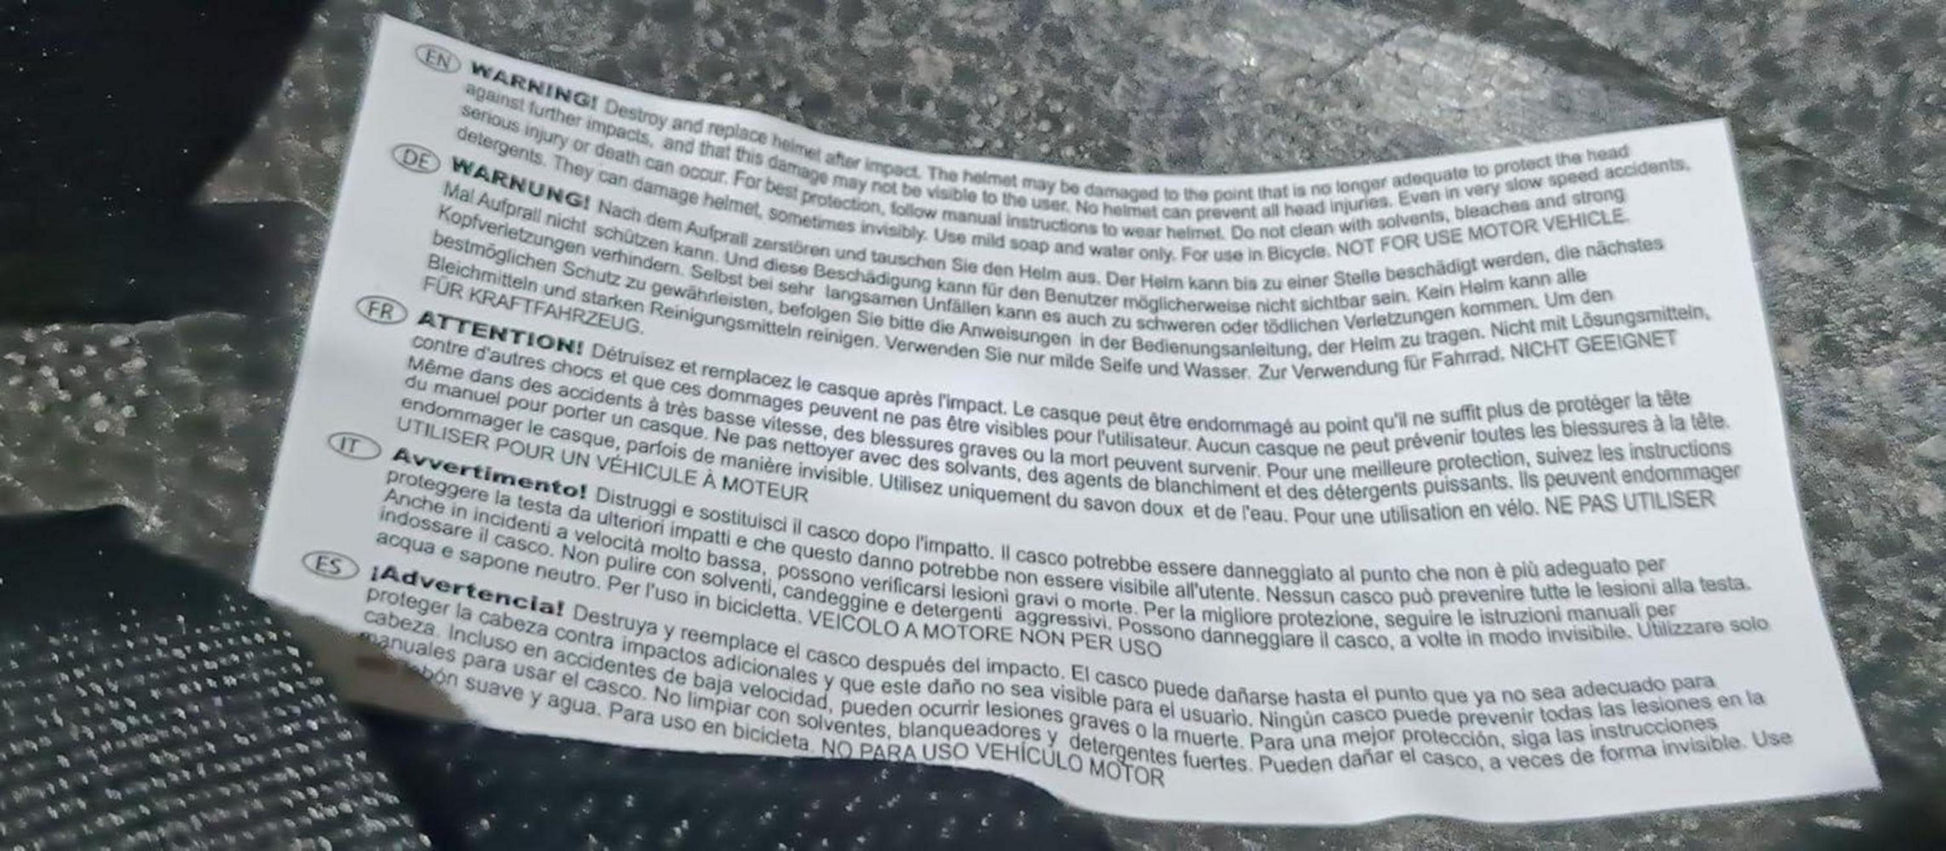 EN WARNING! Destroy and replace helmet after impact. The helmet may be damaged to the point that is no longer adequate to protect the head
against further impacts, and that this damage may not be visible to the user. No helmet can prevent all head injuries. Even in very slow speed accidents,
serious injury or death can occur. For best protection, follow manual instructions to wear helmet. Do not clean with solvents, bleaches and strong
detergents. They can damage helmet, sometimes invisibly. Use mild soap and water only. For use in Bicycle. NOT FOR USE MOTOR VEHICLE.
DE WARNUNG! Nach dem Aufprall zerstören und tauschen Sie den Helm aus. Der Helm kann bis zu einer Stelle beschädigt werden, die nächstes
Mal Aufprall nicht schützen kann. Und diese Beschädigung kann für den Benutzer möglicherweise nicht sichtbar sein. Kein Helm kann alle
Kopfverletzungen verhindern. Selbst bei sehr langsamen Unfällen kann es auch zu schweren oder tödlichen Verletzungen kommen. Um den
bestmöglichen Schutz zu gewährleisten, befolgen Sie bitte die Anweisungen in der Bedienungsanleitung, der Helm zu tragen. Nicht mit Lösungsmitteln,
Bleichmitteln und starken Reinigungsmitteln reinigen. Verwenden Sie nur milde Seife und Wasser. Zur Verwendung für Fahrrad. NICHT GEEIGNET
FÜR KRAFTFAHRZEUG.
FR ATTENTION! Détruisez et remplacez le casque après l'impact. Le casque peut être endommagé au point qu'il ne suffit plus de protéger la tête
contre d'autres chocs et que ces dommages peuvent ne pas être visibles pour l'utilisateur. Aucun casque ne peut prévenir toutes les blessures à la tête.
Même dans des accidents à très basse vitesse, des blessures graves ou la mort peuvent survenir. Pour une meilleure protection, suivez les instructions
du manuel pour porter un casque. Ne pas nettoyer avec des solvants, des agents de blanchiment et des détergents puissants. Ils peuvent endommager
endommager le casque, parfois de manière invisible. Utilisez uniquement du savon doux et de l'eau. Pour une utilisation en vélo. NE PAS UTILISER
UTILISER POUR UN VÉHICULE À MOTEUR
IT Avvertimento! Distruggi e sostituisci il casco dopo l'impatto. Il casco potrebbe essere danneggiato al punto che non è più adeguato per
proteggere la testa da ulteriori impatti e che questo danno potrebbe non essere visibile all'utente. Nessun casco può prevenire tutte le lesioni alla testa.
Anche in incidenti a velocità molto bassa, possono verificarsi lesioni gravi o morte. Per la migliore protezione, seguire le istruzioni manuali per
indossare il casco. Non pulire con solventi, candeggine e detergenti aggressivi. Possono danneggiare il casco, a volte in modo invisibile. Utilizzare solo
acqua e sapone neutro. Per l'uso in bicicletta. VEICOLO A MOTORE NON PER USO
ES ¡Advertencia! Destruya y reemplace el casco después del impacto. El casco puede dañarse hasta el punto que ya no sea adecuado para
proteger la cabeza contra impactos adicionales y que este daño no sea visible para el usuario. Ningún casco puede prevenir todas las lesiones en la
cabeza. Incluso en accidentes de baja velocidad, pueden ocurrir lesiones graves o la muerte. Para una mejor protección, siga las instrucciones
manuales para usar el casco. No limpiar con solventes, blanqueadores y detergentes fuertes. Pueden dañar el casco, a veces de forma invisible. Use
bón suave y agua. Para uso en bicicleta. NO PARA USO VEHÍCULO MOTOR